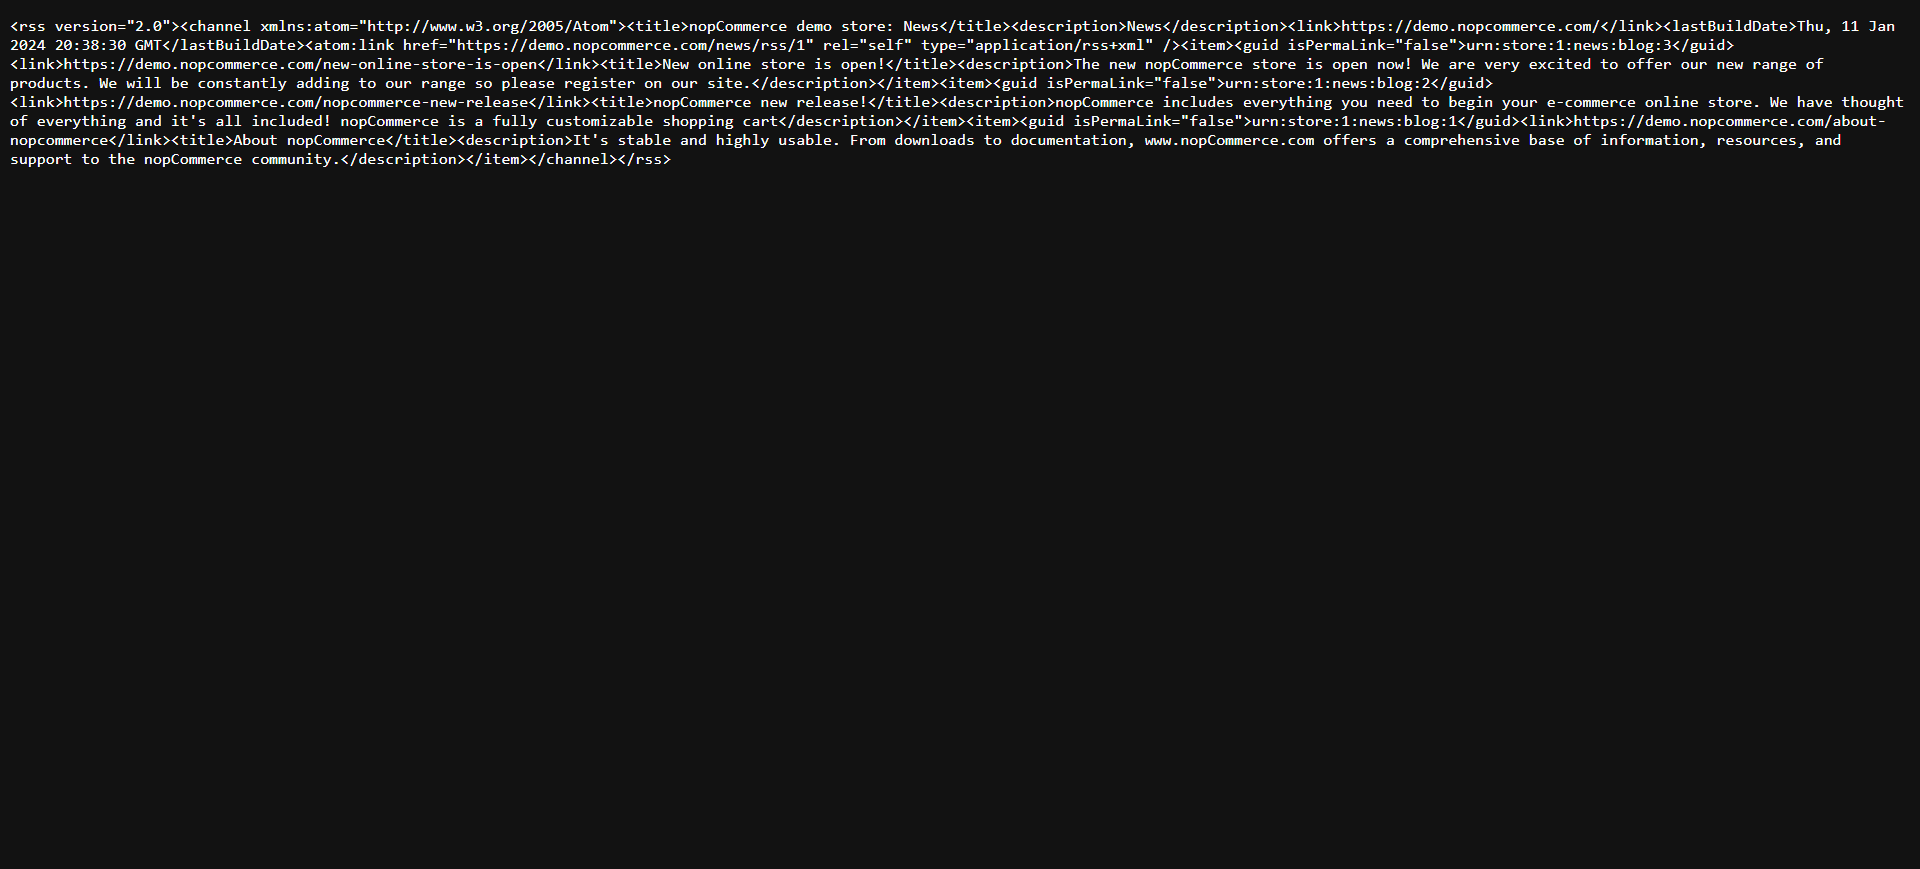 <rss version="2.0"><channel xmlns:atom="http://www.w3.org/2005/Atom"><title>nopCommerce demo store: News</title><description>News</description><link>https://demo.nopcommerce.com/</link><lastBuildDate>Thu, 11 Jan
2024 20:38:30 GMT</lastBuildDate><atom:link href="https://demo.nopcommerce.com/news/rss/1" rel="self" type="application/rss+xml" /><item><guid isPermaLink="false">urn:store:1:news:blog:3</guid>
<link>https://demo.nopcommerce.com/new-online-store-is-open</link><title>New online store is open!</title><description>The new nopCommerce store is open now! We are very excited to offer our new range of
products. We will be constantly adding to our range so please register on our site.</description></item><item><guid isPermaLink="false">urn:store:1:news:blog:2</guid>
<link>https://demo.nopcommerce.com/nopcommerce-new-release</link><title>nopCommerce new release!</title><description>nopCommerce includes everything you need to begin your e-commerce online store. We have thought
of everything and it's all included! nopCommerce is a fully customizable shopping cart</description></item><item><guid isPermaLink="false">urn:store:1:news:blog:1</guid><link>https://demo.nopcommerce.com/about-
nopcommerce</link><title>About nopCommerce</title><description>It's stable and highly usable. From downloads to documentation, www.nopCommerce.com offers a comprehensive base of information, resources, and
support to the nopCommerce community.</description></item></channel></rss>